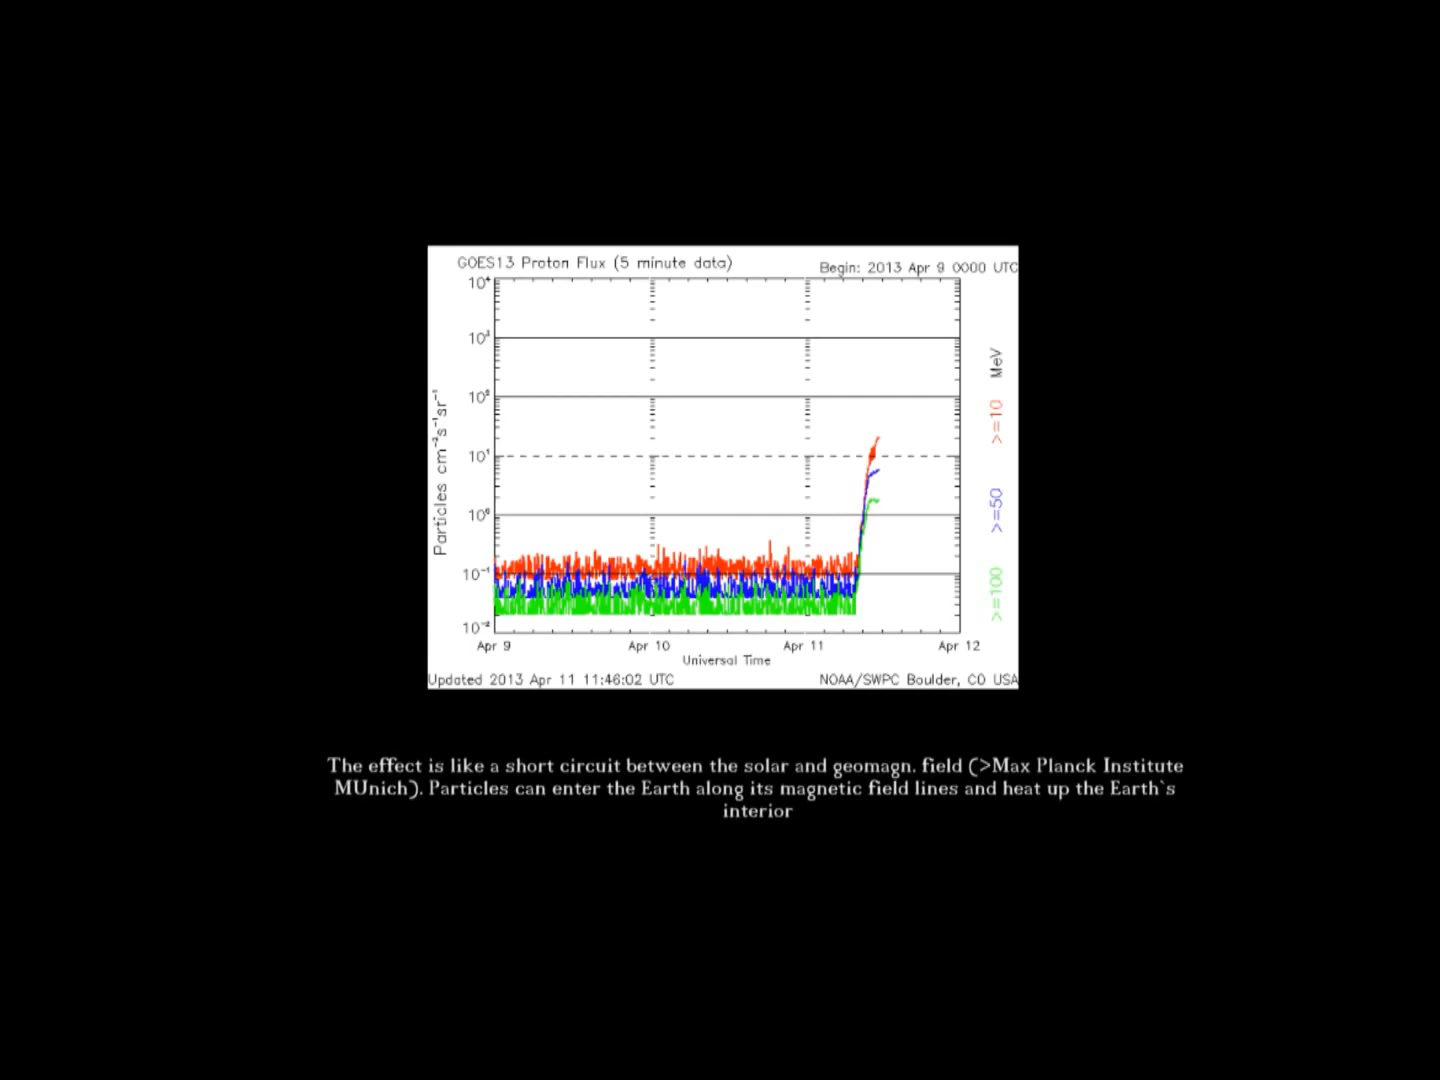 GOES13 Proton Flux (5 minute data)
Begin: 2013 Apr 9 0000 UTC
10⁴
10³
10²
10¹
10⁰
10⁻¹
10⁻²
Particles cm⁻²s⁻¹sr⁻¹
MeV
>=10
>=50
>=100
Apr 9
Apr 10
Apr 11
Apr 12
Universal Time
Updated 2013 Apr 11 11:46:02 UTC
NOAA/SWPC Boulder, CO USA
The effect is like a short circuit between the solar and geomagn. field (>Max Planck Institute
MUnich). Particles can enter the Earth along its magnetic field lines and heat up the Earth`s
interior